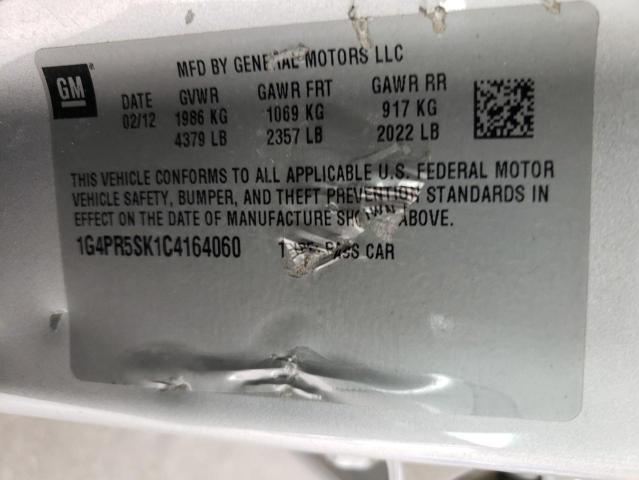 GM
MFD BY GENERAL MOTORS LLC
DATE GVWR GAWR FRT GAWR RR
02/12 1986 KG 1069 KG 917 KG
4379 LB 2357 LB 2022 LB
THIS VEHICLE CONFORMS TO ALL APPLICABLE U.S. FEDERAL MOTOR
VEHICLE SAFETY, BUMPER, AND THEFT PREVENTION STANDARDS IN
EFFECT ON THE DATE OF MANUFACTURE SHOWN ABOVE.
1G4PR5SK1C4164060 TYPE: PASS CAR